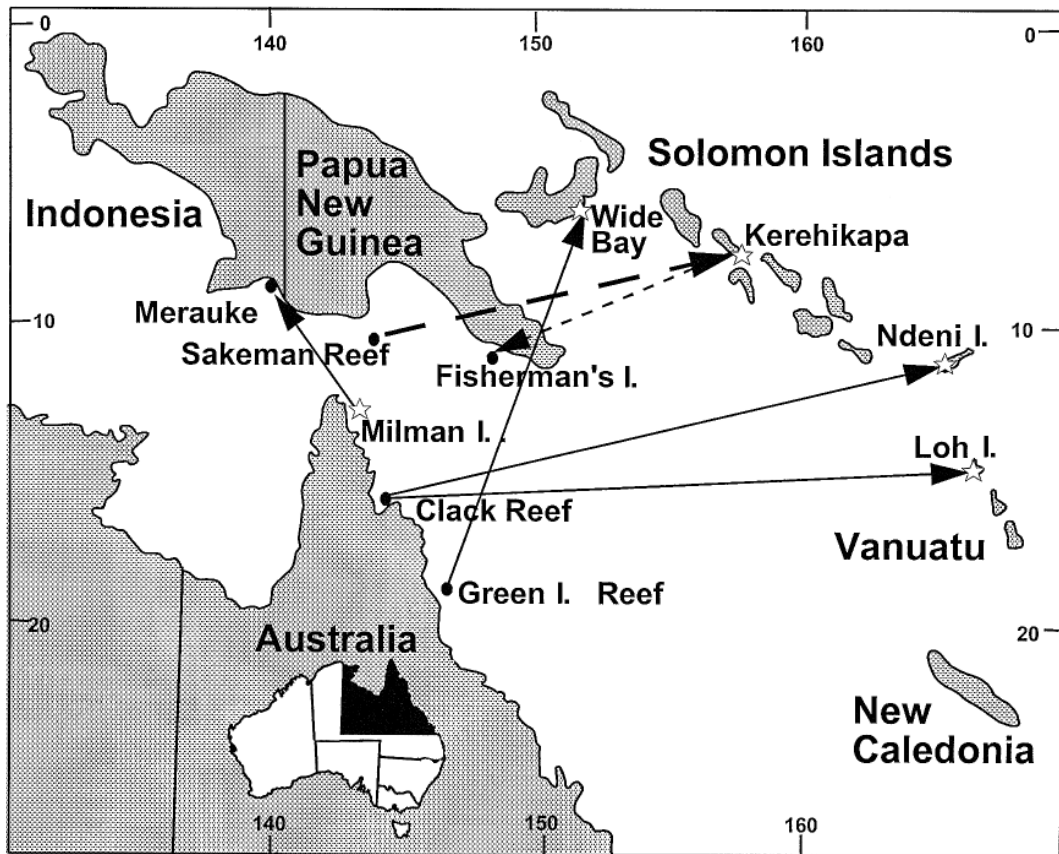 0
140
150
160
0
Solomon Islands
Papua
New
Guinea
Indonesia
Wide
Bay
Kerehikapa
Merauke
10
10
Sakeman Reef
Ndeni I.
Fisherman's I.
Milman I. .
Loh I.
Clack Reef
Vanuatu
Green I. Reef
20
20
Australia
New
Caledonia
140
150
160